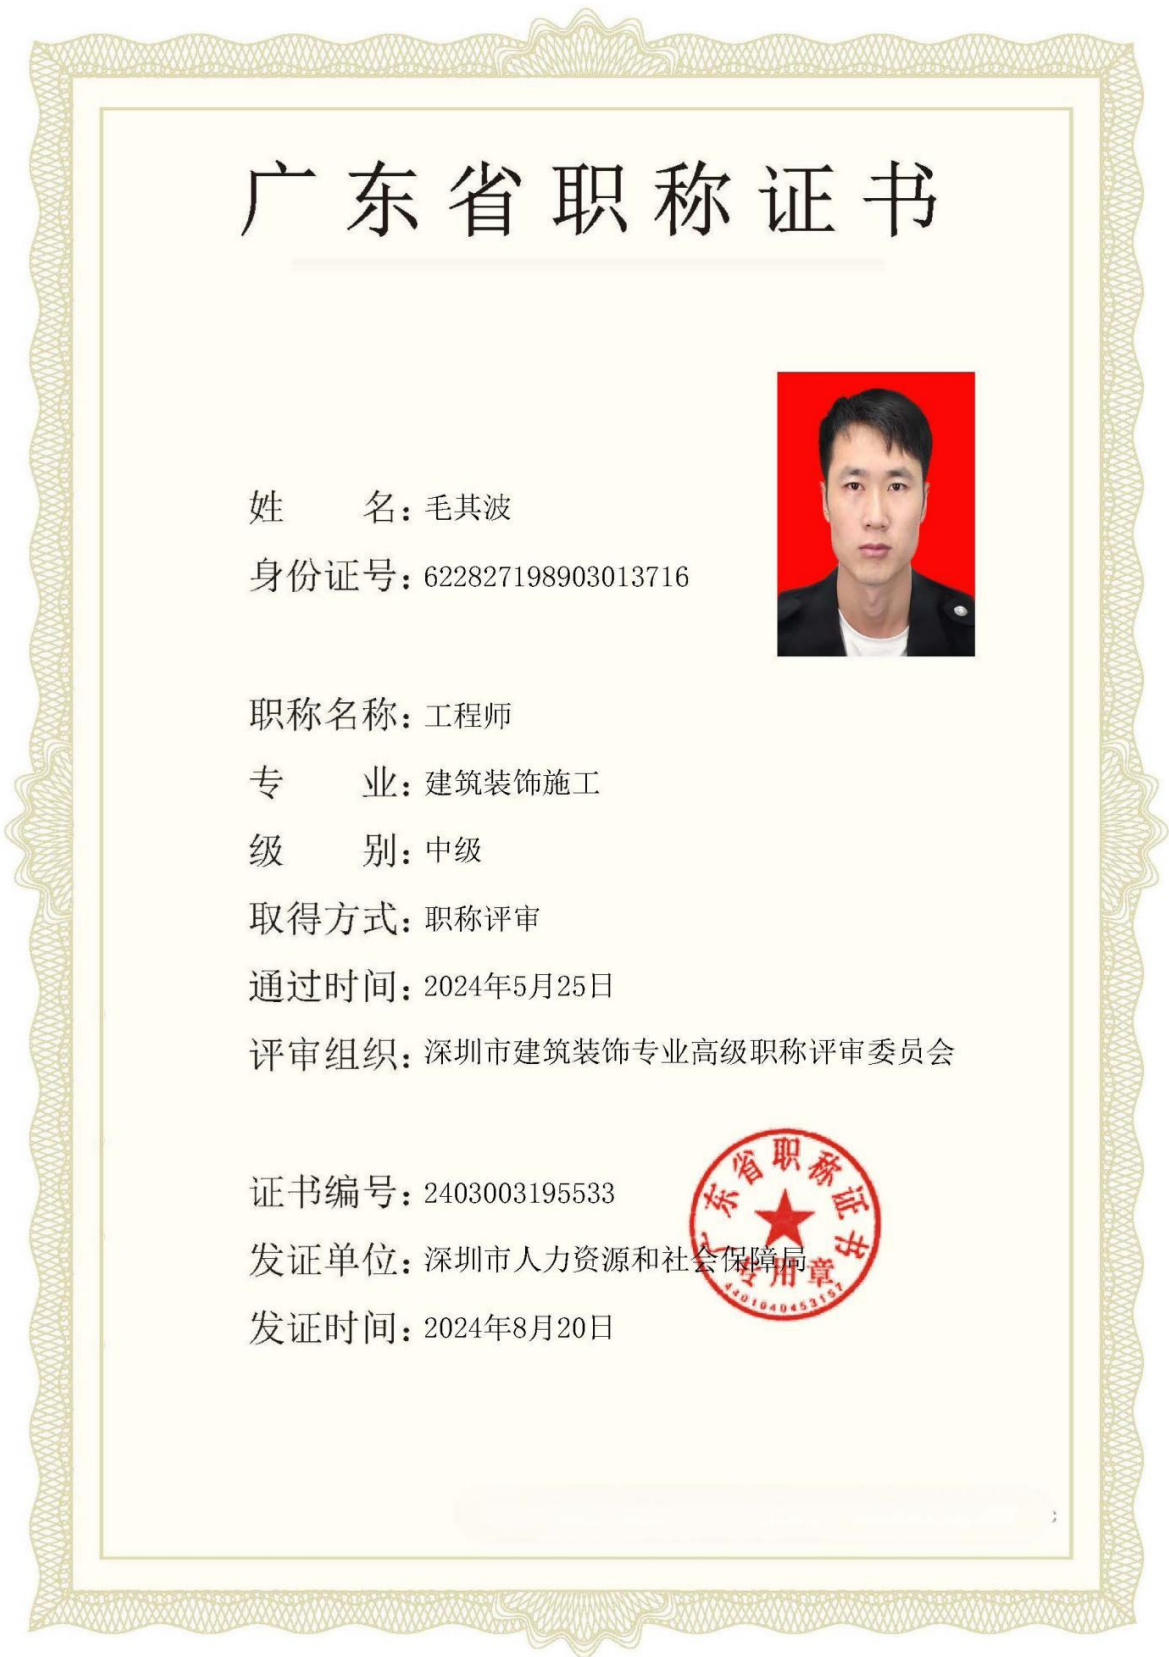 广东省职称证书
姓 名：毛其波
身份证号：622827198903013716
职称名称：工程师
专 业：建筑装饰施工
级 别：中级
取得方式：职称评审
通过时间：2024年5月25日
评审组织：深圳市建筑装饰专业高级职称评审委员会
证书编号：2403003195533
发证单位：深圳市人力资源和社会保障局
发证时间：2024年8月20日
广东省职称证书
专用章
4401040453157